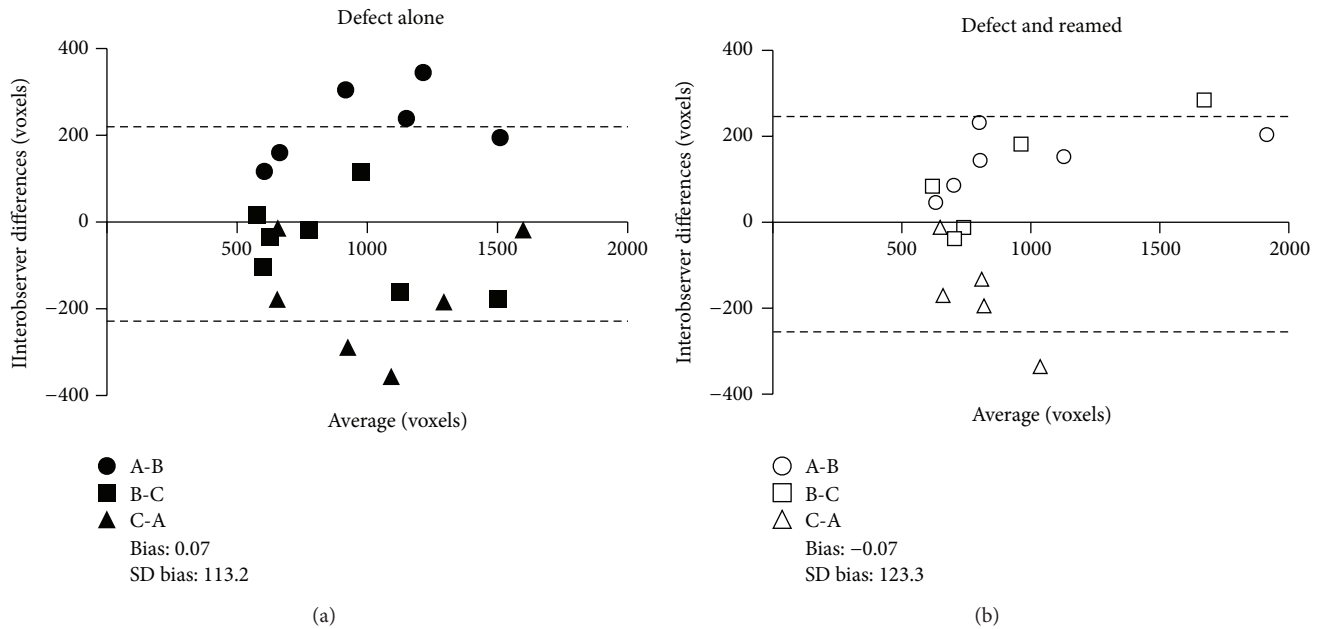 Defect alone
400
200
0
−200
−400
500
1000
1500
2000
IInterobserver differences (voxels)
Average (voxels)
A-B
B-C
C-A
Bias: 0.07
SD bias: 113.2
(a)
Defect and reamed
400
200
0
−200
−400
500
1000
1500
2000
Interobserver differences (voxels)
Average (voxels)
A-B
B-C
C-A
Bias: −0.07
SD bias: 123.3
(b)